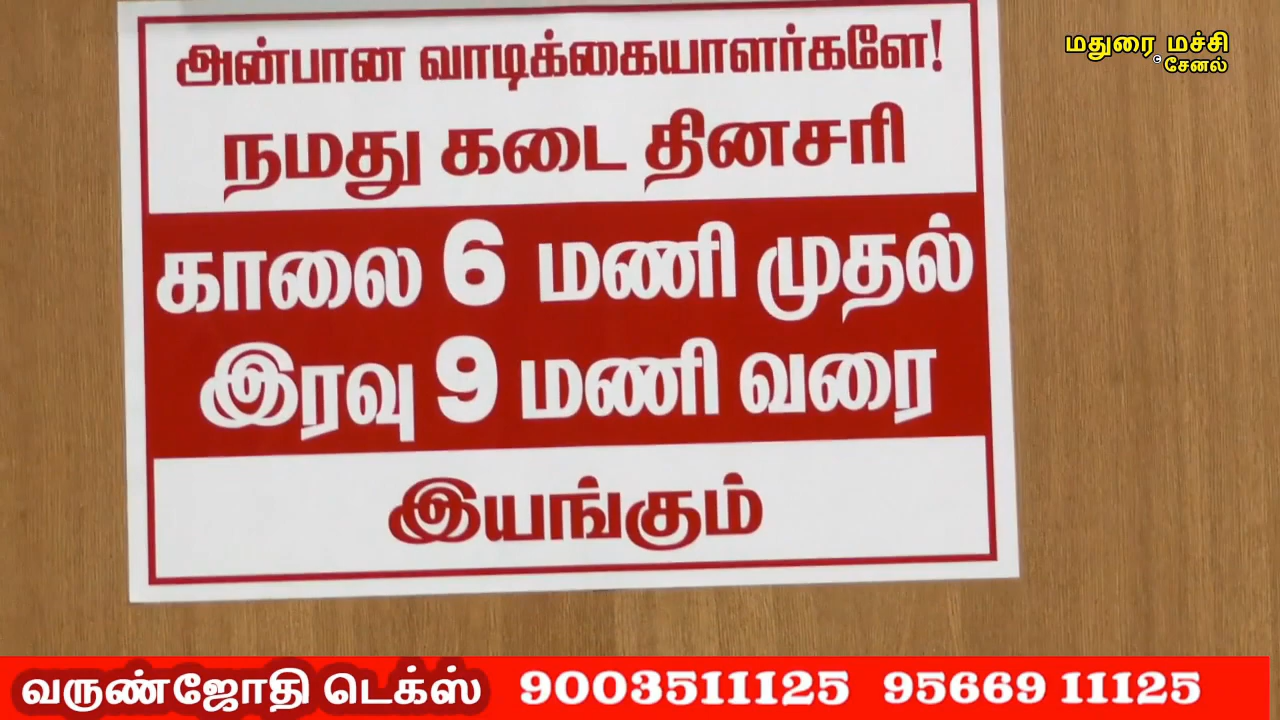 மதுரை மச்சி
© சேனல்
அன்பான வாடிக்கையாளர்களே!
நமது கடை தினசரி
காலை 6 மணி முதல்
இரவு 9 மணி வரை
இயங்கும்
வருண்ஜோதி டெக்ஸ் 9003511125 95669 11125